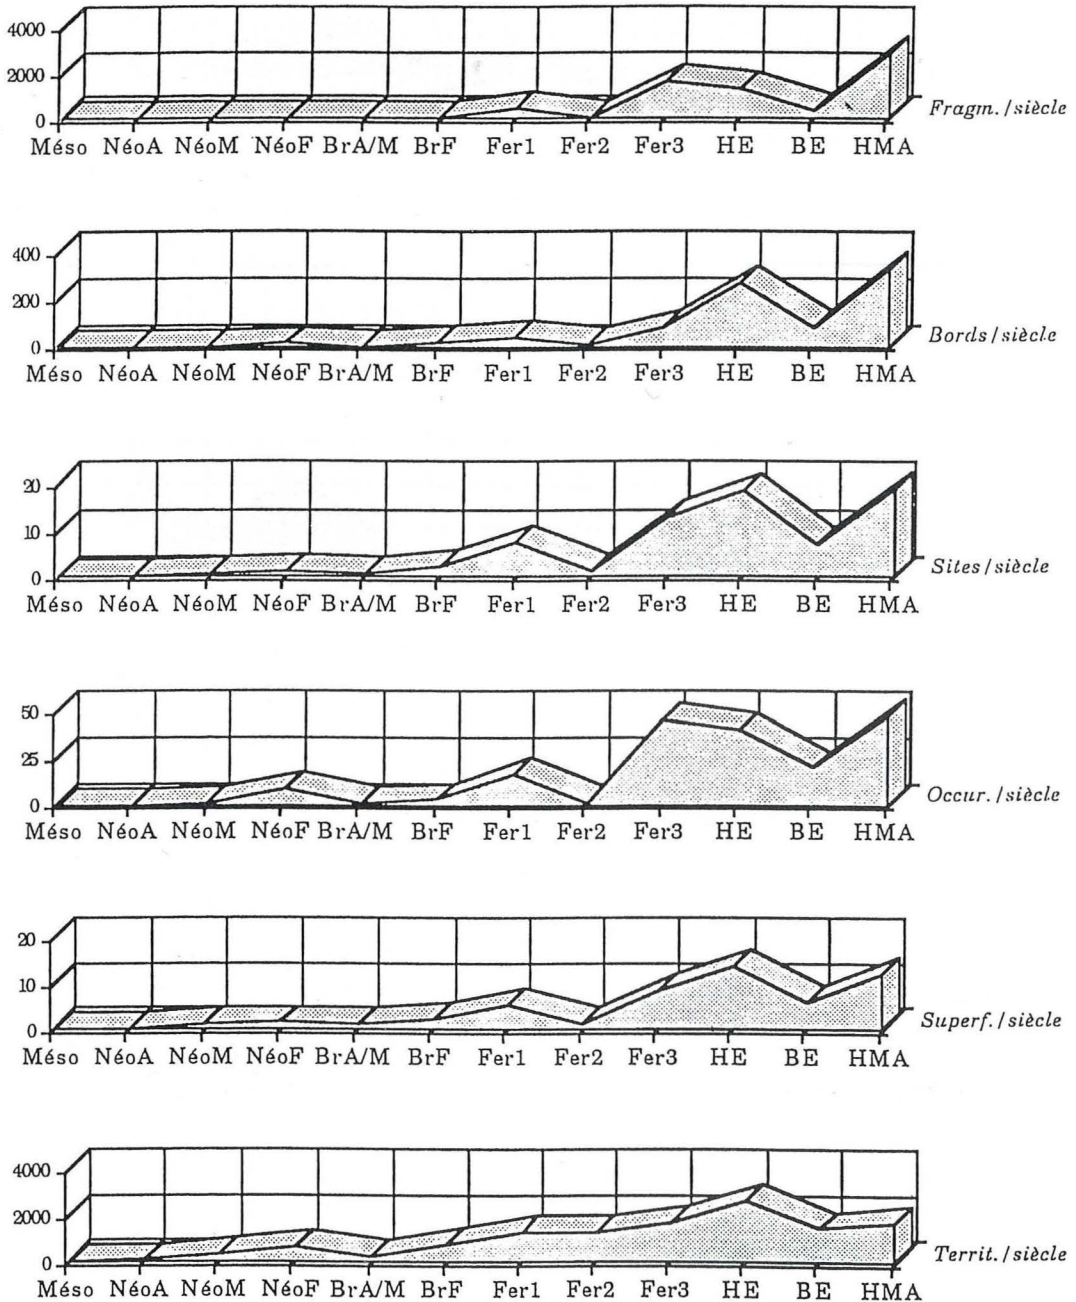 4000
2000
0
Méso NéoA NéoM NéoF BrA/M BrF Fer1 Fer2 Fer3 HE BE HMA
Fragm./siècle
400
200
0
Méso NéoA NéoM NéoF BrA/M BrF Fer1 Fer2 Fer3 HE BE HMA
Bords/siècle
20
10
0
Méso NéoA NéoM NéoF BrA/M BrF Fer1 Fer2 Fer3 HE BE HMA
Sites/siècle
50
25
0
Méso NéoA NéoM NéoF BrA/M BrF Fer1 Fer2 Fer3 HE BE HMA
Occur./siècle
20
10
0
Méso NéoA NéoM NéoF BrA/M BrF Fer1 Fer2 Fer3 HE BE HMA
Superf./siècle
4000
2000
0
Méso NéoA NéoM NéoF BrA/M BrF Fer1 Fer2 Fer3 HE BE HMA
Territ./siècle